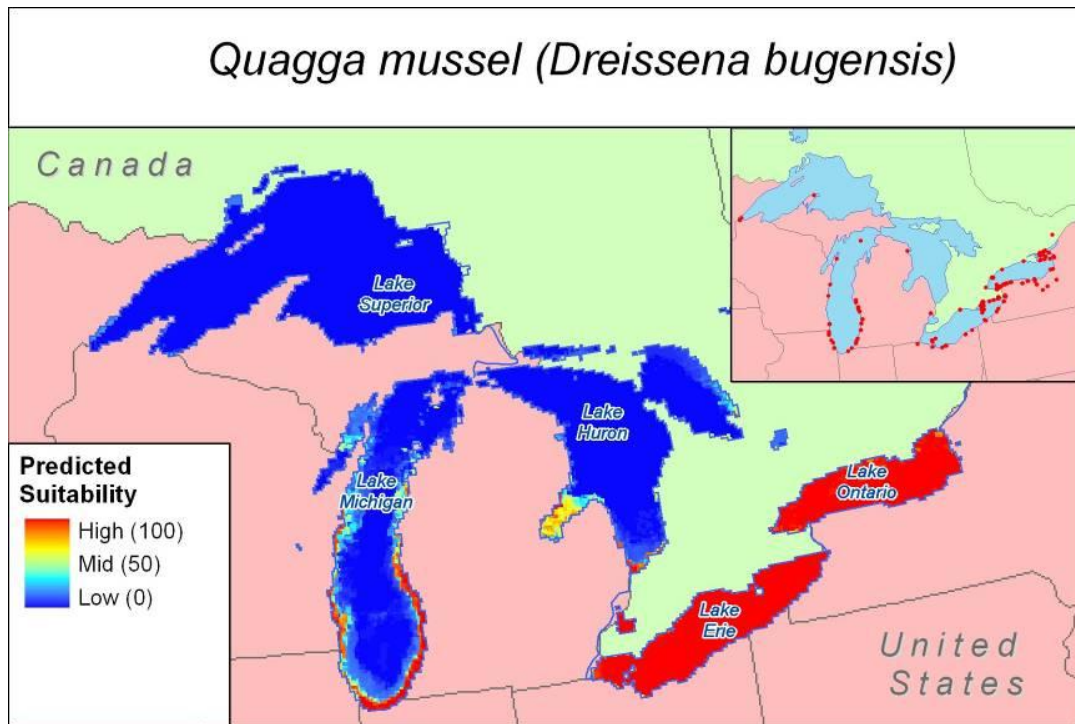 Quagga mussel (Dreissena bugensis)
Canada
Lake
Superior
Lake
Huron
Lake
Michigan
Lake
Ontario
Lake
Erie
United
States
Predicted
Suitability
High (100)
Mid (50)
Low (0)